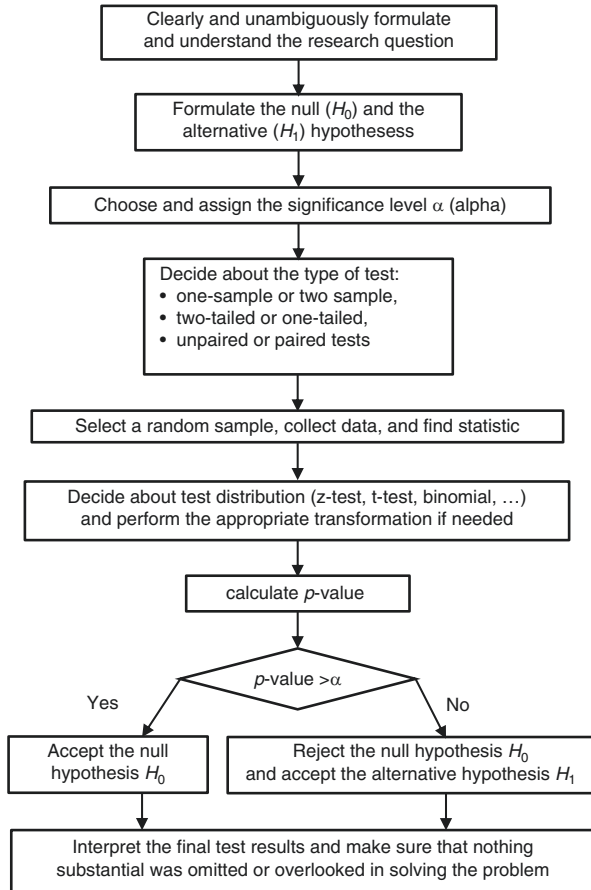 Clearly and unambiguously formulate
and understand the research question
Formulate the null (H0) and the
alternative (H1) hypothesess
Choose and assign the significance level α (alpha)
Decide about the type of test:
• one-sample or two sample,
• two-tailed or one-tailed,
• unpaired or paired tests
Select a random sample, collect data, and find statistic
Decide about test distribution (z-test, t-test, binomial, …)
and perform the appropriate transformation if needed
calculate p-value
p-value >α
Yes
No
Accept the null
hypothesis H0
Reject the null hypothesis H0
and accept the alternative hypothesis H1
Interpret the final test results and make sure that nothing
substantial was omitted or overlooked in solving the problem